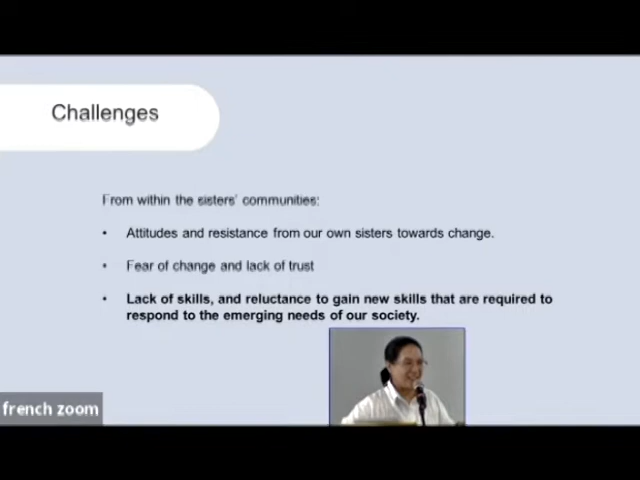 Challenges
From within the sisters' communities:
• Attitudes and resistance from our own sisters towards change.
• Fear of change and lack of trust
• Lack of skills, and reluctance to gain new skills that are required to
respond to the emerging needs of our society.
french zoom